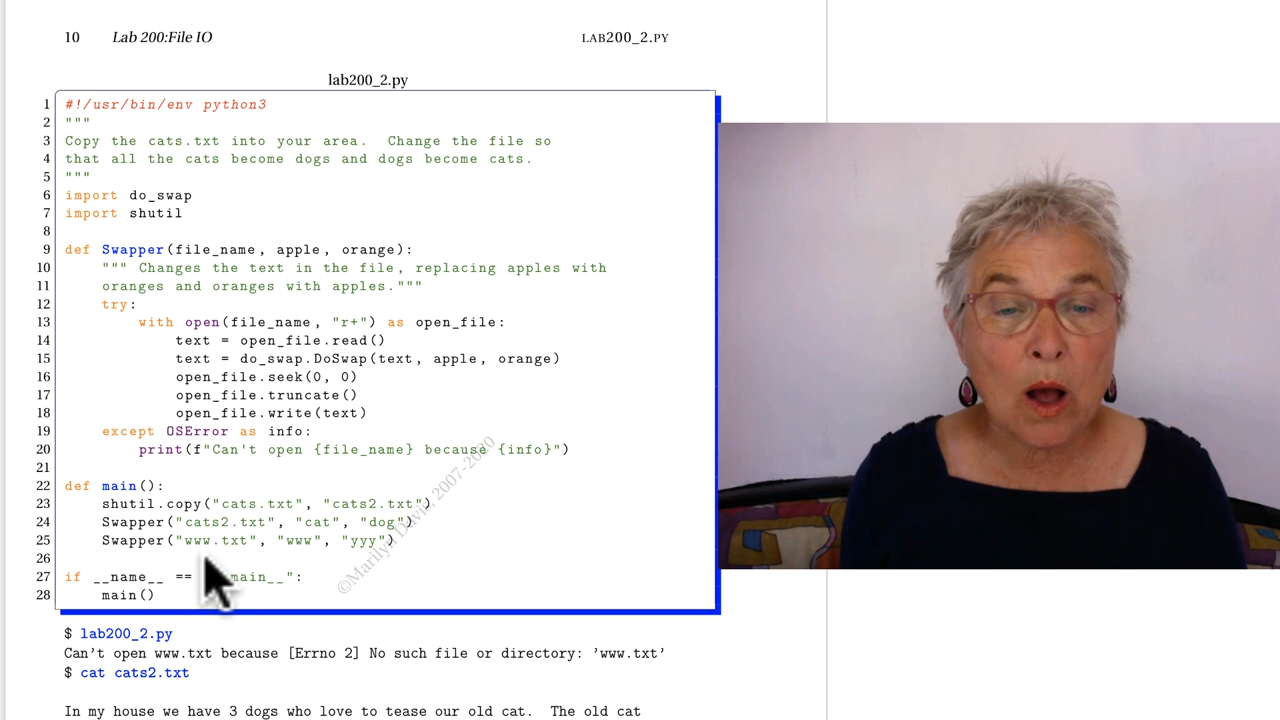 10 Lab 200:File IO LAB200_2.PY
lab200_2.py
1 #!/usr/bin/env python3
2 """
3 Copy the cats.txt into your area. Change the file so
4 that all the cats become dogs and dogs become cats.
5 """
6 import do_swap
7 import shutil
8
9 def Swapper(file_name, apple, orange):
10 """ Changes the text in the file, replacing apples with
11 oranges and oranges with apples."""
12 try:
13 with open(file_name, "r+") as open_file:
14 text = open_file.read()
15 text = do_swap.DoSwap(text, apple, orange)
16 open_file.seek(0, 0)
17 open_file.truncate()
18 open_file.write(text)
19 except OSError as info:
20 print(f"Can't open {file_name} because {info}")
21
22 def main():
23 shutil.copy("cats.txt", "cats2.txt")
24 Swapper("cats2.txt", "cat", "dog")
25 Swapper("www.txt", "www", "yyy")
26
27 if __name__ == main__":
28 main()
©Marilyn Davis, 2007-
$ lab200_2.py
Can't open www.txt because [Errno 2] No such file or directory: 'www.txt'
$ cat cats2.txt
In my house we have 3 dogs who love to tease our old cat. The old cat